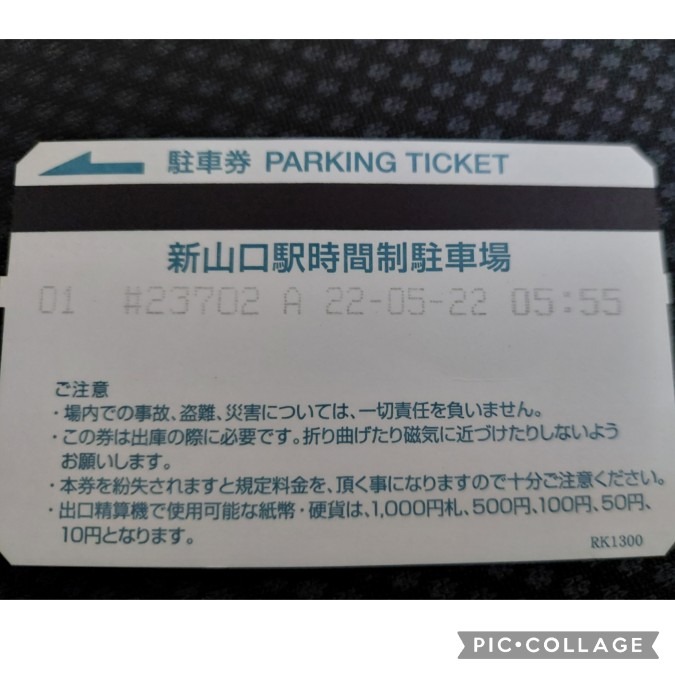 駐車券 PARKING TICKET
新山口駅時間制駐車場
01 #23702 A 22-05-22 05:55
ご注意
・場内での事故、盗難、災害については、一切責任を負いません。
・この券は出庫の際に必要です。折り曲げたり磁気に近づけたりしないよう
お願いします。
・本券を紛失されますと規定料金を、頂く事になりますので十分ご注意ください。
・出口精算機で使用可能な紙幣・硬貨は、1,000円札、500円、100円、50円、
10円となります。
RK1300
PIC•COLLAGE